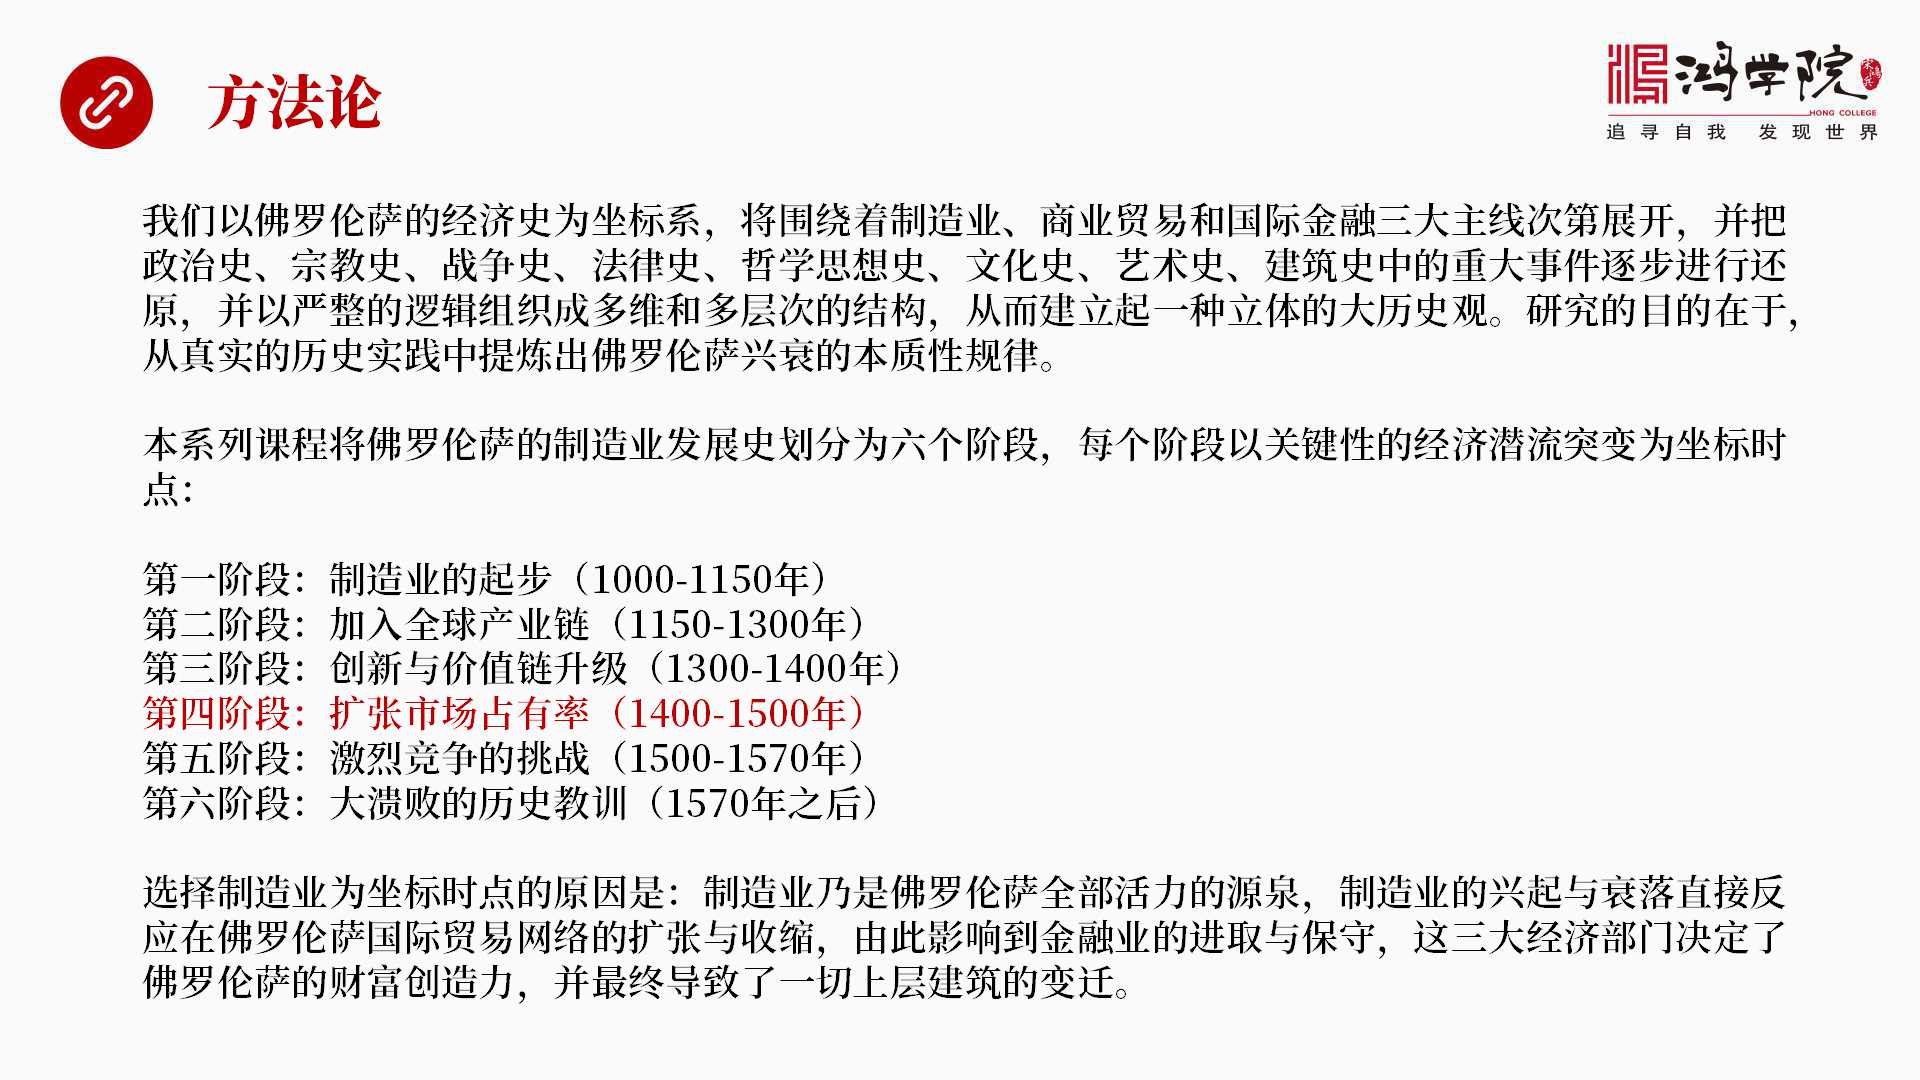 方法论
鸿学院
宋鸿兵
HONG COLLEGE
追寻自我 发现世界
我们以佛罗伦萨的经济史为坐标系，将围绕着制造业、商业贸易和国际金融三大主线次第展开，并把
政治史、宗教史、战争史、法律史、哲学思想史、文化史、艺术史、建筑史中的重大事件逐步进行还
原，并以严整的逻辑组织成多维和多层次的结构，从而建立起一种立体的大历史观。研究的目的在于，
从真实的历史实践中提炼出佛罗伦萨兴衰的本质性规律。
本系列课程将佛罗伦萨的制造业发展史划分为六个阶段，每个阶段以关键性的经济潜流突变为坐标时
点：
第一阶段：制造业的起步（1000-1150年）
第二阶段：加入全球产业链（1150-1300年）
第三阶段：创新与价值链升级（1300-1400年）
第四阶段：扩张市场占有率（1400-1500年）
第五阶段：激烈竞争的挑战（1500-1570年）
第六阶段：大溃败的历史教训（1570年之后）
选择制造业为坐标时点的原因是：制造业乃是佛罗伦萨全部活力的源泉，制造业的兴起与衰落直接反
应在佛罗伦萨国际贸易网络的扩张与收缩，由此影响到金融业的进取与保守，这三大经济部门决定了
佛罗伦萨的财富创造力，并最终导致了一切上层建筑的变迁。